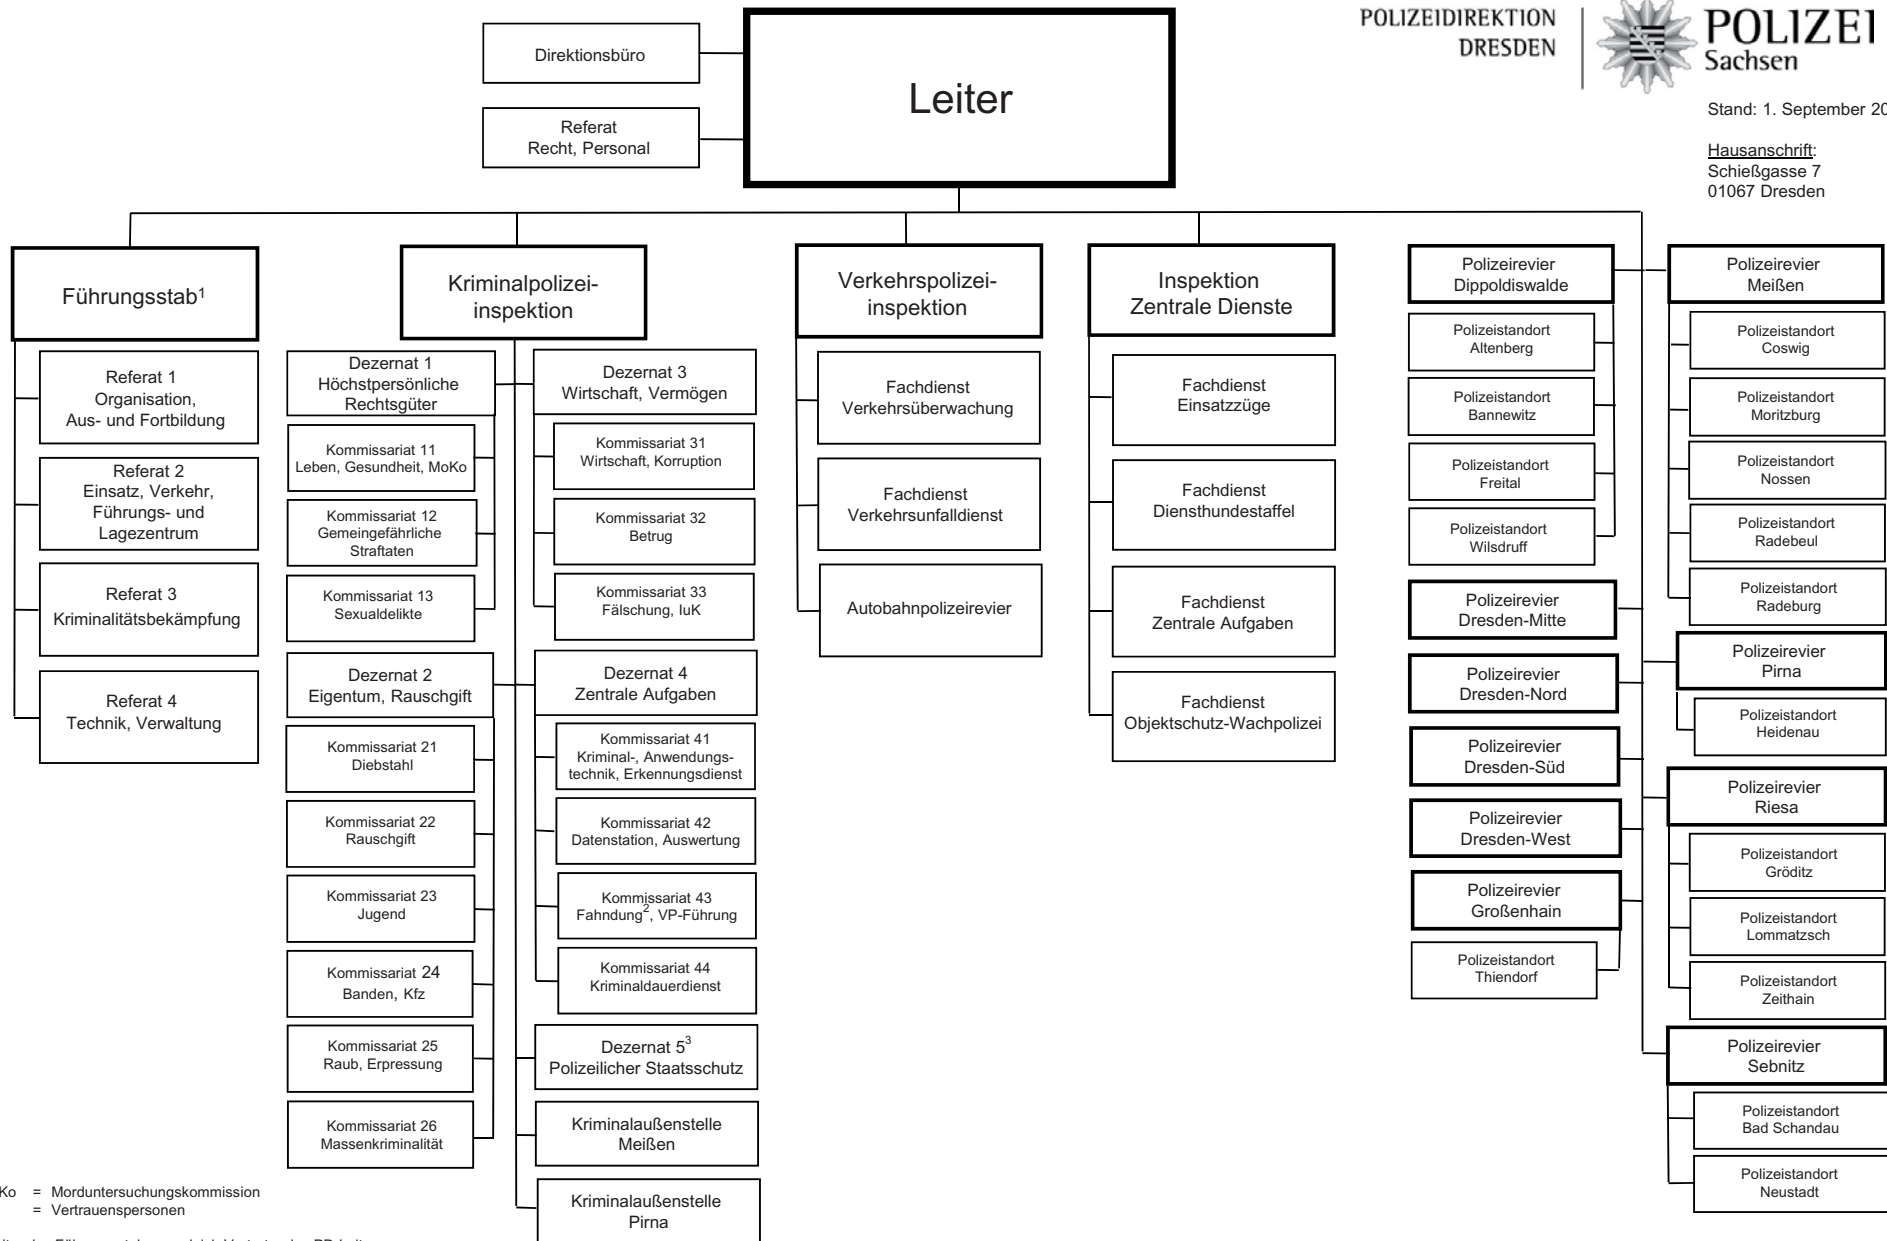 POLIZEIDIREKTION
DRESDEN
POLIZEI
Sachsen
Stand: 1. September 20
Hausanschrift:
Schießgasse 7
01067 Dresden
Direktionsbüro
Referat
Recht, Personal
Leiter
Führungsstab¹
Referat 1
Organisation,
Aus- und Fortbildung
Referat 2
Einsatz, Verkehr,
Führungs- und
Lagezentrum
Referat 3
Kriminalitätsbekämpfung
Referat 4
Technik, Verwaltung
Kriminalpolizei-
inspektion
Dezernat 1
Höchstpersönliche
Rechtsgüter
Kommissariat 11
Leben, Gesundheit, MoKo
Kommissariat 12
Gemeingefährliche
Straftaten
Kommissariat 13
Sexualdelikte
Dezernat 2
Eigentum, Rauschgift
Kommissariat 21
Diebstahl
Kommissariat 22
Rauschgift
Kommissariat 23
Jugend
Kommissariat 24
Banden, Kfz
Kommissariat 25
Raub, Erpressung
Kommissariat 26
Massenkriminalität
Dezernat 3
Wirtschaft, Vermögen
Kommissariat 31
Wirtschaft, Korruption
Kommissariat 32
Betrug
Kommissariat 33
Fälschung, IuK
Dezernat 4
Zentrale Aufgaben
Kommissariat 41
Kriminal-, Anwendungs-
technik, Erkennungsdienst
Kommissariat 42
Datenstation, Auswertung
Kommissariat 43
Fahndung², VP-Führung
Kommissariat 44
Kriminaldauerdienst
Dezernat 5³
Polizeilicher Staatsschutz
Kriminalaußenstelle
Meißen
Kriminalaußenstelle
Pirna
Verkehrspolizei-
inspektion
Fachdienst
Verkehrsüberwachung
Fachdienst
Verkehrsunfalldienst
Autobahnpolizeirevier
Inspektion
Zentrale Dienste
Fachdienst
Einsatzzüge
Fachdienst
Diensthundestaffel
Fachdienst
Zentrale Aufgaben
Fachdienst
Objektschutz-Wachpolizei
Polizeirevier
Dippoldiswalde
Polizeistandort
Altenberg
Polizeistandort
Bannewitz
Polizeistandort
Freital
Polizeistandort
Wilsdruff
Polizeirevier
Dresden-Mitte
Polizeirevier
Dresden-Nord
Polizeirevier
Dresden-Süd
Polizeirevier
Dresden-West
Polizeirevier
Großenhain
Polizeistandort
Thiendorf
Polizeirevier
Meißen
Polizeistandort
Coswig
Polizeistandort
Moritzburg
Polizeistandort
Nossen
Polizeistandort
Radebeul
Polizeistandort
Radeburg
Polizeirevier
Pirna
Polizeistandort
Heidenau
Polizeirevier
Riesa
Polizeistandort
Gröditz
Polizeistandort
Lommatzsch
Polizeistandort
Zeithain
Polizeirevier
Sebnitz
Polizeistandort
Bad Schandau
Polizeistandort
Neustadt
Ko = Morduntersuchungskommission
= Vertrauenspersonen